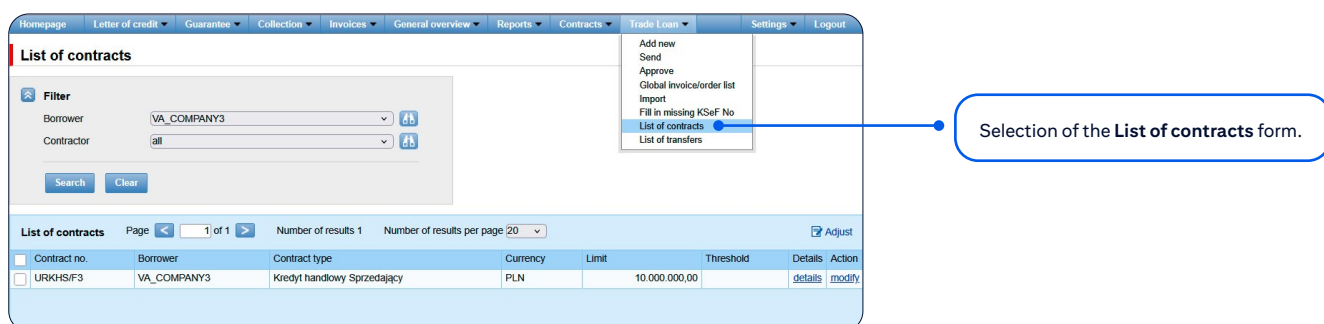 Homepage Letter of credit Guarantee Collection Invoices General overview Reports Contracts Trade Loan Settings Logout
Add new
Send
Approve
Global invoice/order list
Import
Fill in missing KSeF No
List of contracts
List of transfers
List of contracts
Filter
Borrower VA_COMPANY3
Contractor all
Search Clear
Selection of the List of contracts form.
List of contracts Page 1 of 1 Number of results 1 Number of results per page 20 Adjust
Contract no. Borrower Contract type Currency Limit Threshold Details Action
URKHS/F3 VA_COMPANY3 Kredyt handlowy Sprzedający PLN 10.000.000,00 details modify